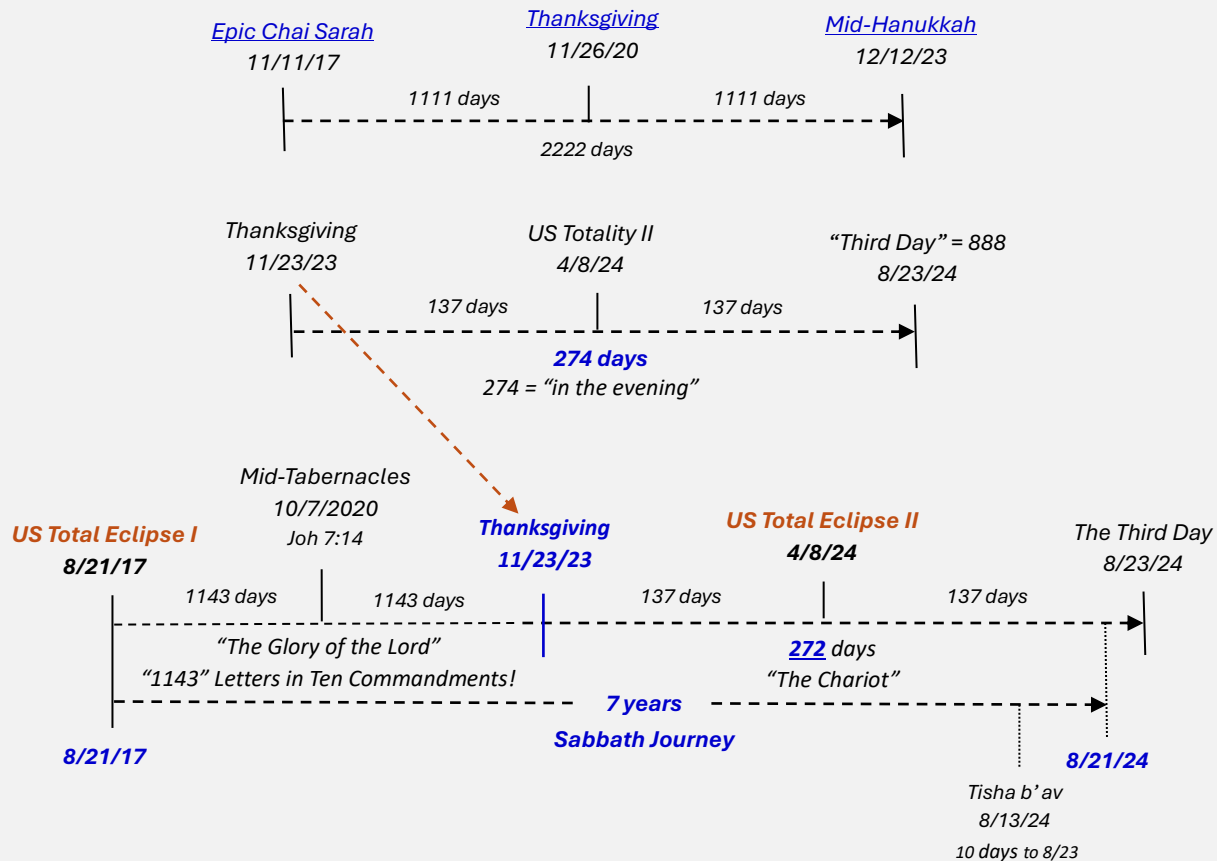 Epic Chai Sarah
11/11/17
Thanksgiving
11/26/20
Mid-Hanukkah
12/12/23
1111 days
1111 days
2222 days
Thanksgiving
11/23/23
US Totality II
4/8/24
“Third Day” = 888
8/23/24
137 days
137 days
274 days
274 = “in the evening”
Mid-Tabernacles
10/7/2020
Joh 7:14
US Total Eclipse I
8/21/17
Thanksgiving
11/23/23
US Total Eclipse II
4/8/24
The Third Day
8/23/24
1143 days
1143 days
137 days
137 days
“The Glory of the Lord”
“1143” Letters in Ten Commandments!
272 days
“The Chariot”
7 years
Sabbath Journey
8/21/17
8/21/24
Tisha b’ av
8/13/24
10 days to 8/23